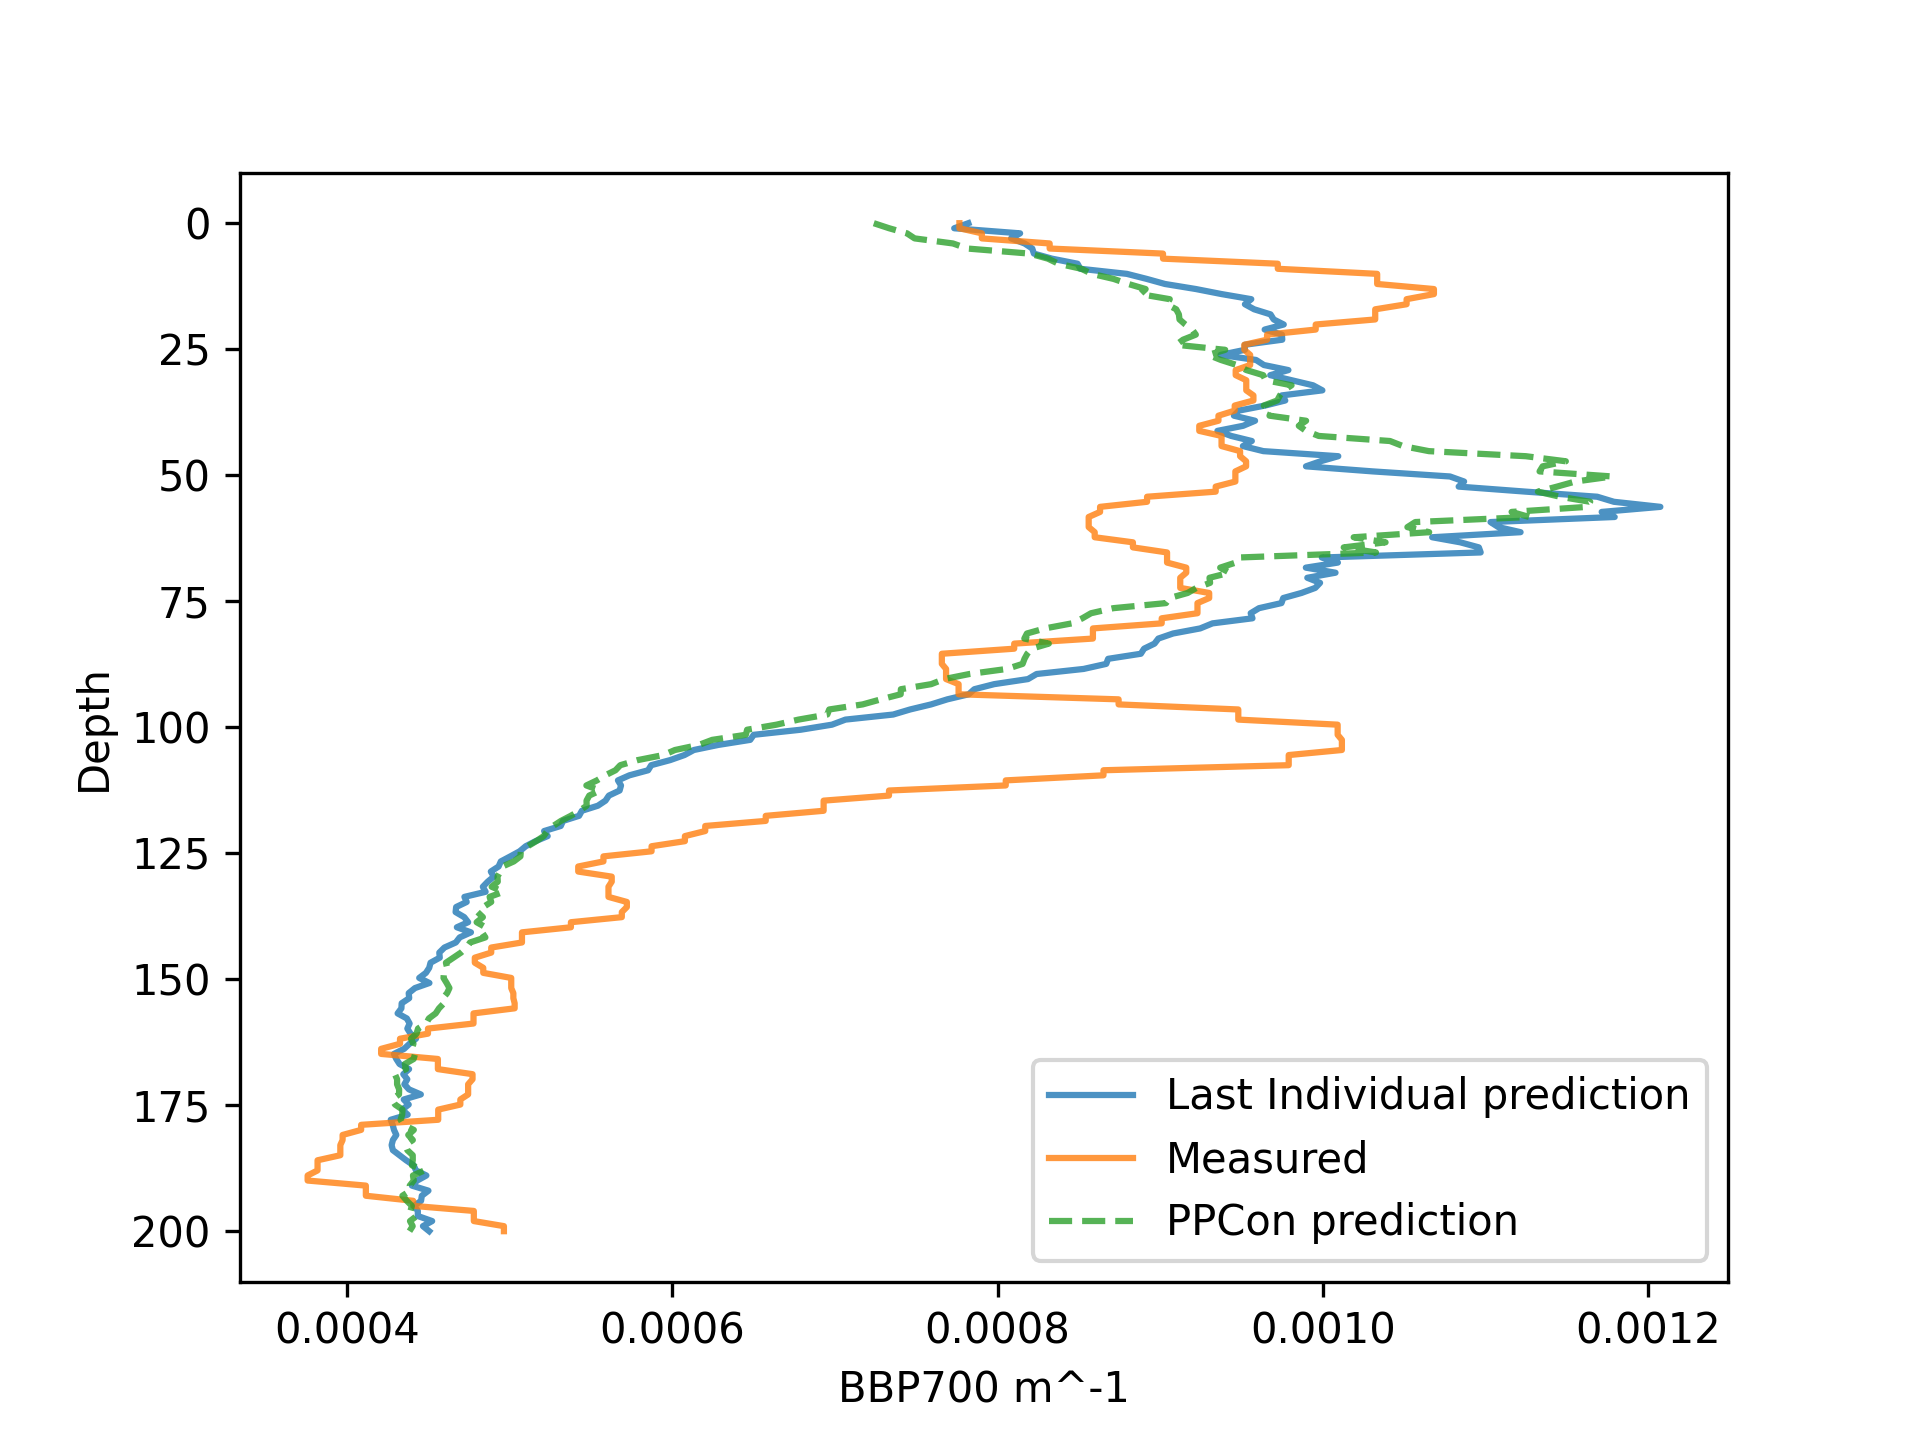 0
25
50
75
100
125
150
175
200
Depth
0.0004 0.0006 0.0008 0.0010 0.0012
BBP700 m^-1
Last Individual prediction
Measured
PPCon prediction